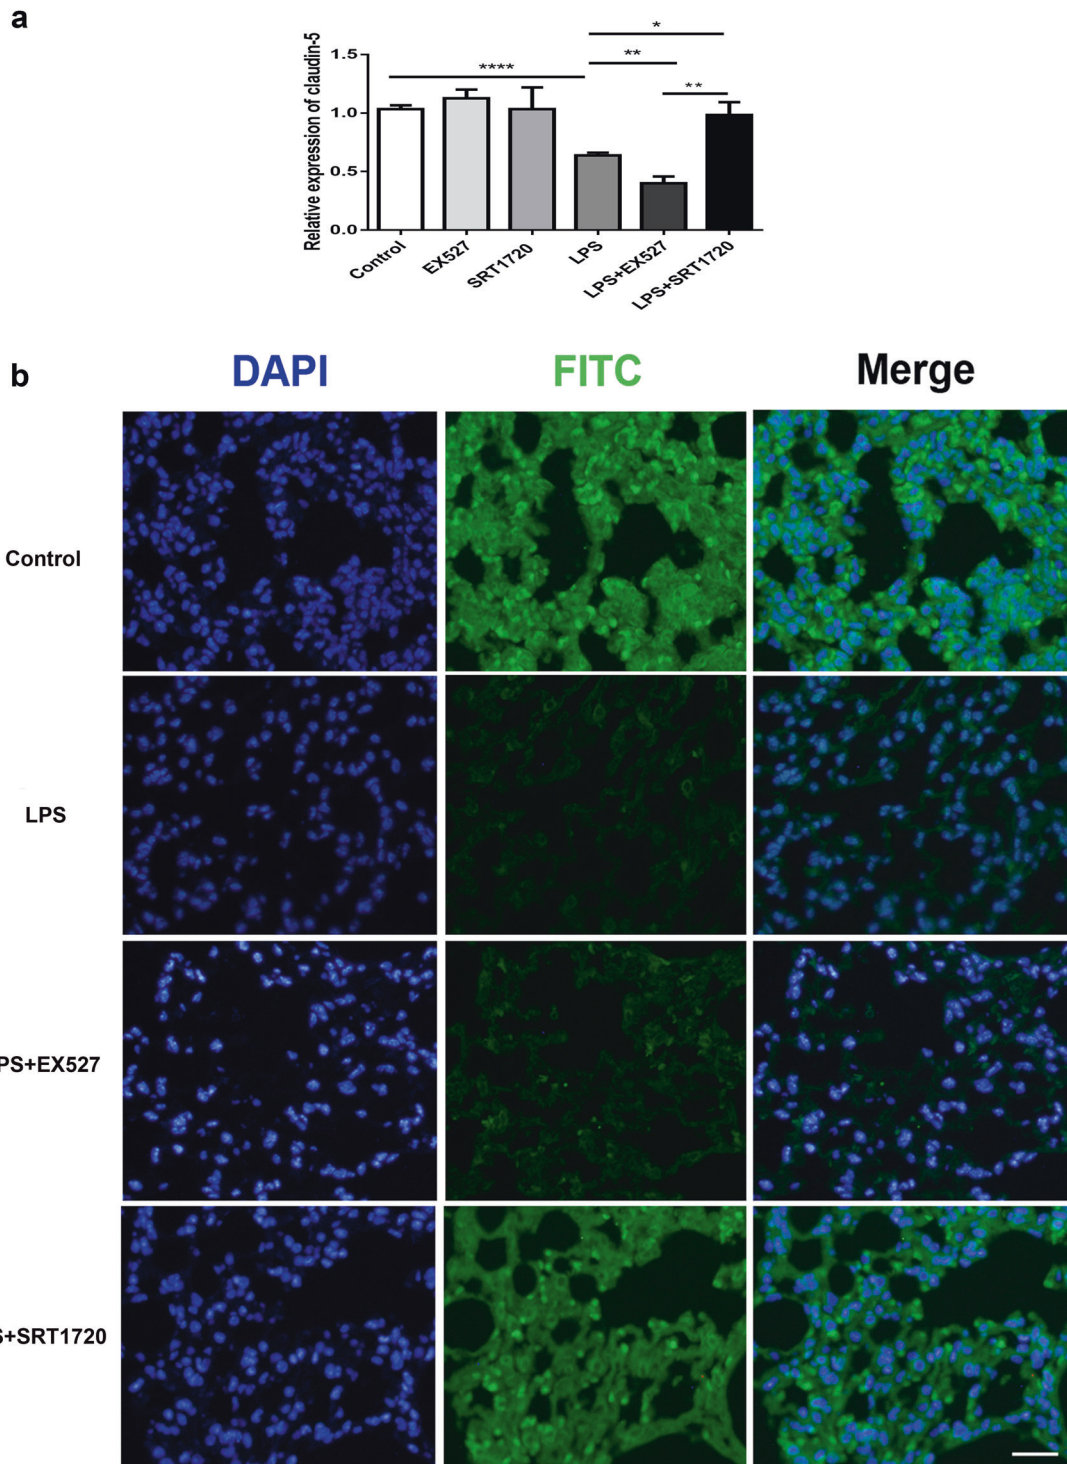 a
Relative expression of claudin-5
1.5
1.0
0.5
0.0
****
*
**
**
Control
EX527
SRT1720
LPS
LPS+EX527
LPS+SRT1720
b
DAPI FITC Merge
Control
LPS
PS+EX527
S+SRT1720